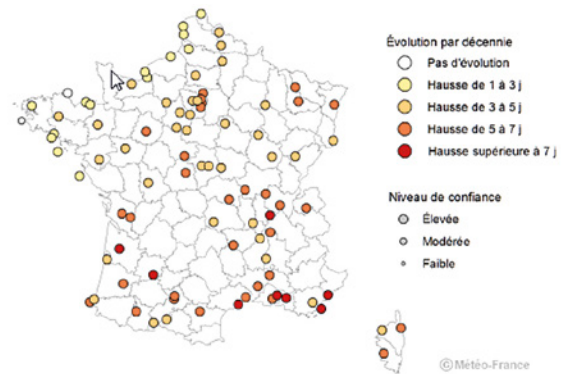 Évolution par décennie
Pas d'évolution
Hausse de 1 à 3 j
Hausse de 3 à 5 j
Hausse de 5 à 7 j
Hausse supérieure à 7 j
Niveau de confiance
Élevée
Modérée
Faible
©Météo-France